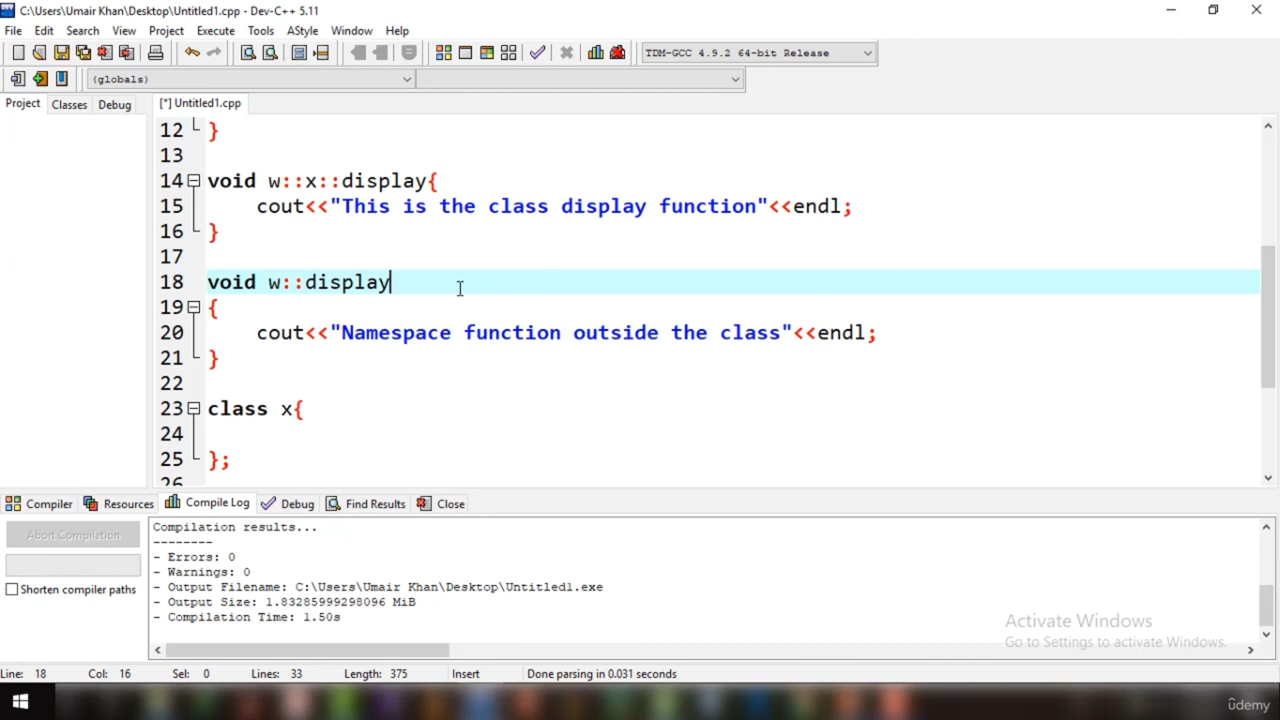 C:\Users\Umair Khan\Desktop\Untitled1.cpp - Dev-C++ 5.11
File Edit Search View Project Execute Tools AStyle Window Help
TDM-GCC 4.9.2 64-bit Release
(globals)
Project Classes Debug [*] Untitled1.cpp
12 }
13
14 void w::x::display{
15 cout<<"This is the class display function"<<endl;
16 }
17
18 void w::display
19 {
20 cout<<"Namespace function outside the class"<<endl;
21 }
22
23 class x{
24
25 };
26
Compiler Resources Compile Log Debug Find Results Close
Abort Compilation
Shorten compiler paths
Compilation results...
--------
- Errors: 0
- Warnings: 0
- Output Filename: C:\Users\Umair Khan\Desktop\Untitled1.exe
- Output Size: 1.83285999298096 MiB
- Compilation Time: 1.50s
Activate Windows
Go to Settings to activate Windows.
Line: 18 Col: 16 Sel: 0 Lines: 33 Length: 375 Insert Done parsing in 0.031 seconds
ûdemy